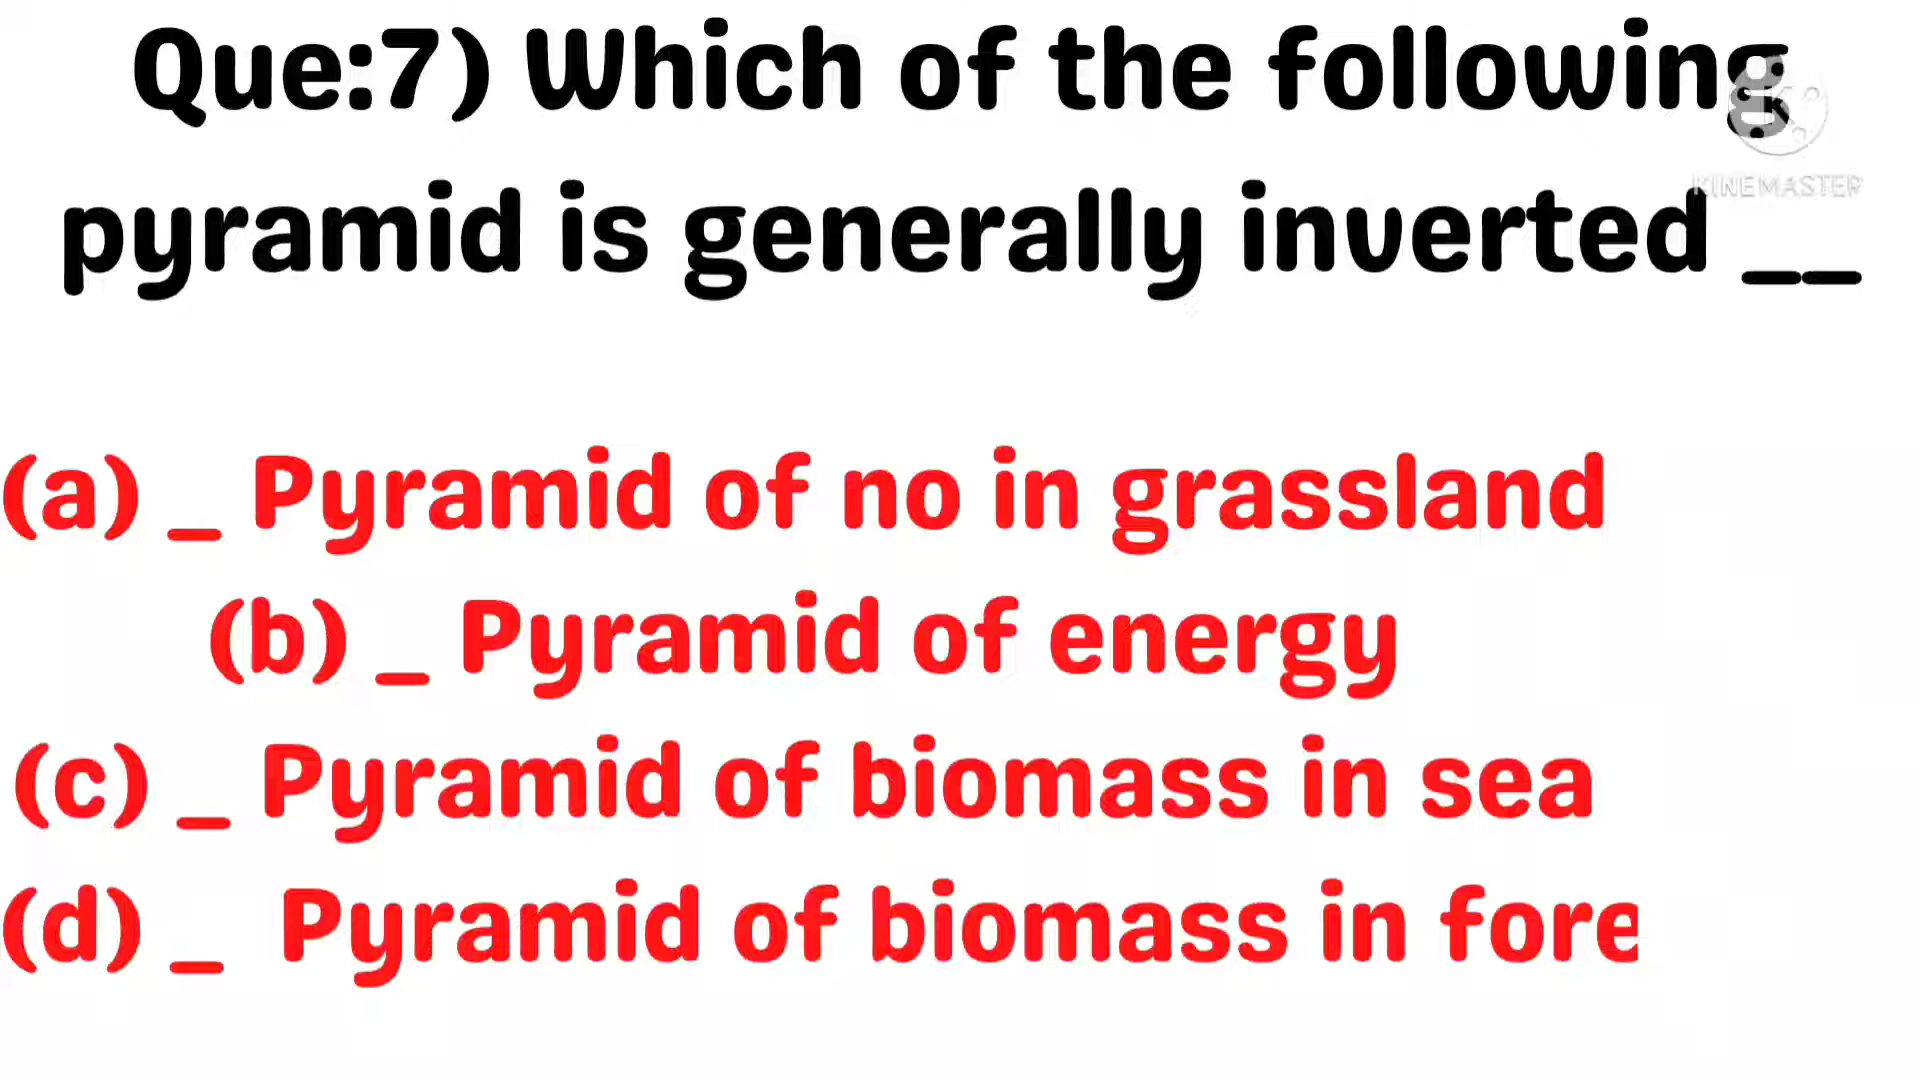 Que:7) Which of the following
KINEMASTER
pyramid is generally inverted __
(a) _ Pyramid of no in grassland
(b) _ Pyramid of energy
(c) _ Pyramid of biomass in sea
(d) _ Pyramid of biomass in fore